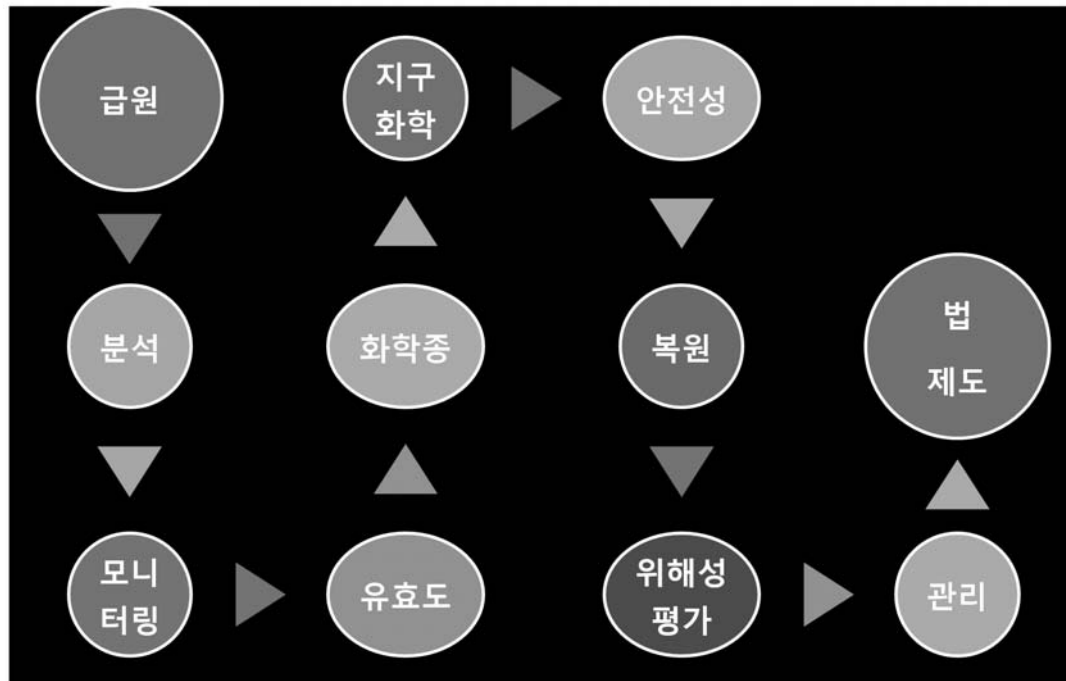 급원
분석
모니
터링
유효도
화학종
지구
화학
안전성
복원
위해성
평가
관리
법
제도